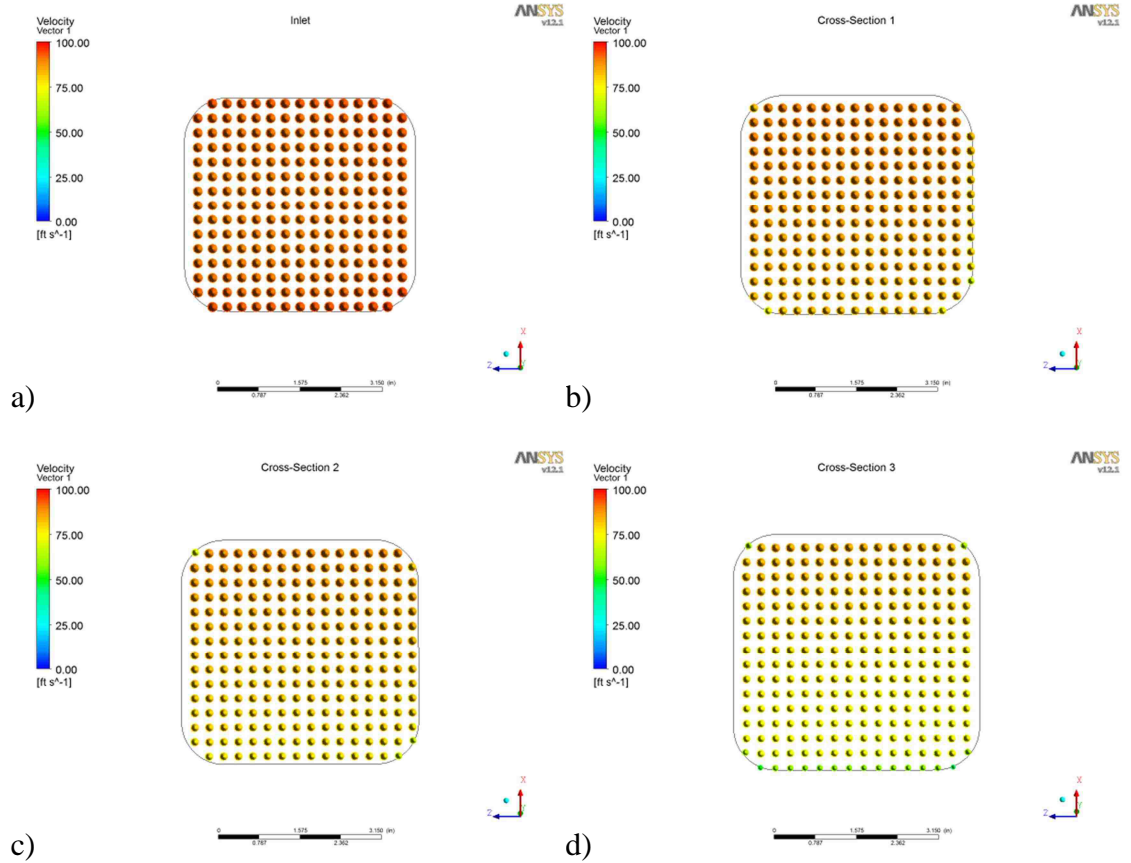 Velocity
Vector 1
Inlet
ANSYS
v12.1
100.00
75.00
50.00
25.00
0.00
[ft s^-1]
X
Z
Y
0 1.575 3.150 (in)
0.787 2.362
a)
Velocity
Vector 1
Cross-Section 1
ANSYS
v12.1
100.00
75.00
50.00
25.00
0.00
[ft s^-1]
X
Z
Y
0 1.575 3.150 (in)
0.787 2.362
b)
Velocity
Vector 1
Cross-Section 2
ANSYS
v12.1
100.00
75.00
50.00
25.00
0.00
[ft s^-1]
X
Z
Y
0 1.575 3.150 (in)
0.787 2.362
c)
Velocity
Vector 1
Cross-Section 3
ANSYS
v12.1
100.00
75.00
50.00
25.00
0.00
[ft s^-1]
X
Z
Y
0 1.575 3.150 (in)
0.787 2.362
d)